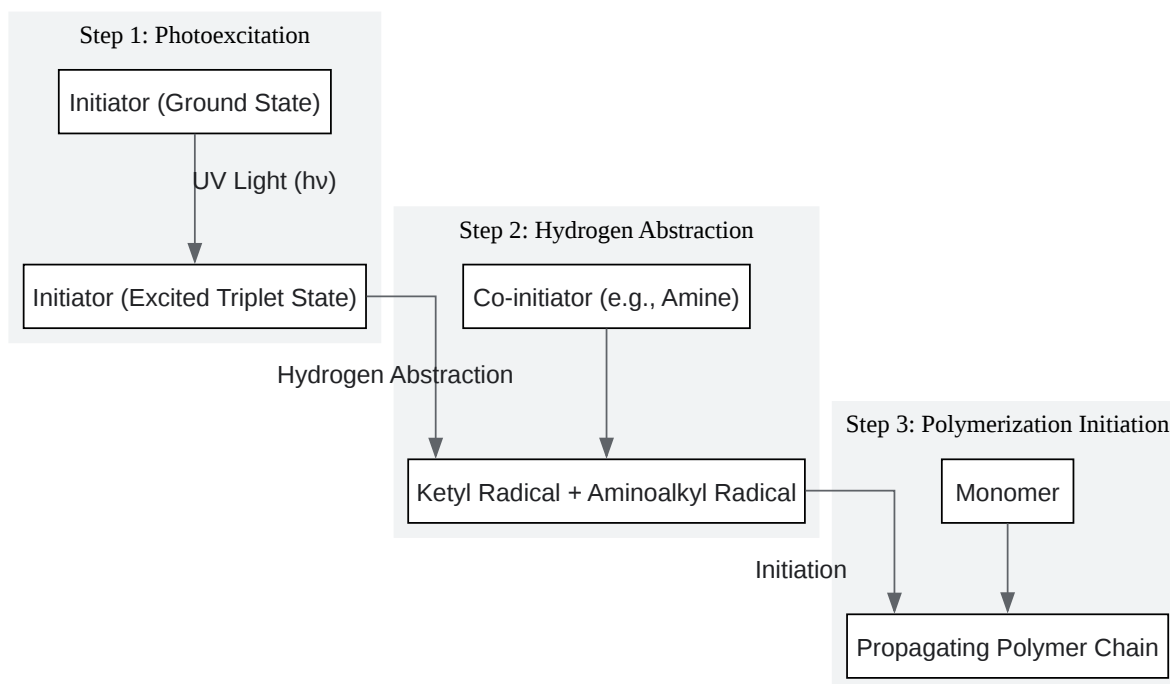 Step 1: Photoexcitation
Initiator (Ground State)
UV Light (hν)
Initiator (Excited Triplet State)
Step 2: Hydrogen Abstraction
Co-initiator (e.g., Amine)
Hydrogen Abstraction
Ketyl Radical + Aminoalkyl Radical
Step 3: Polymerization Initiation
Monomer
Initiation
Propagating Polymer Chain